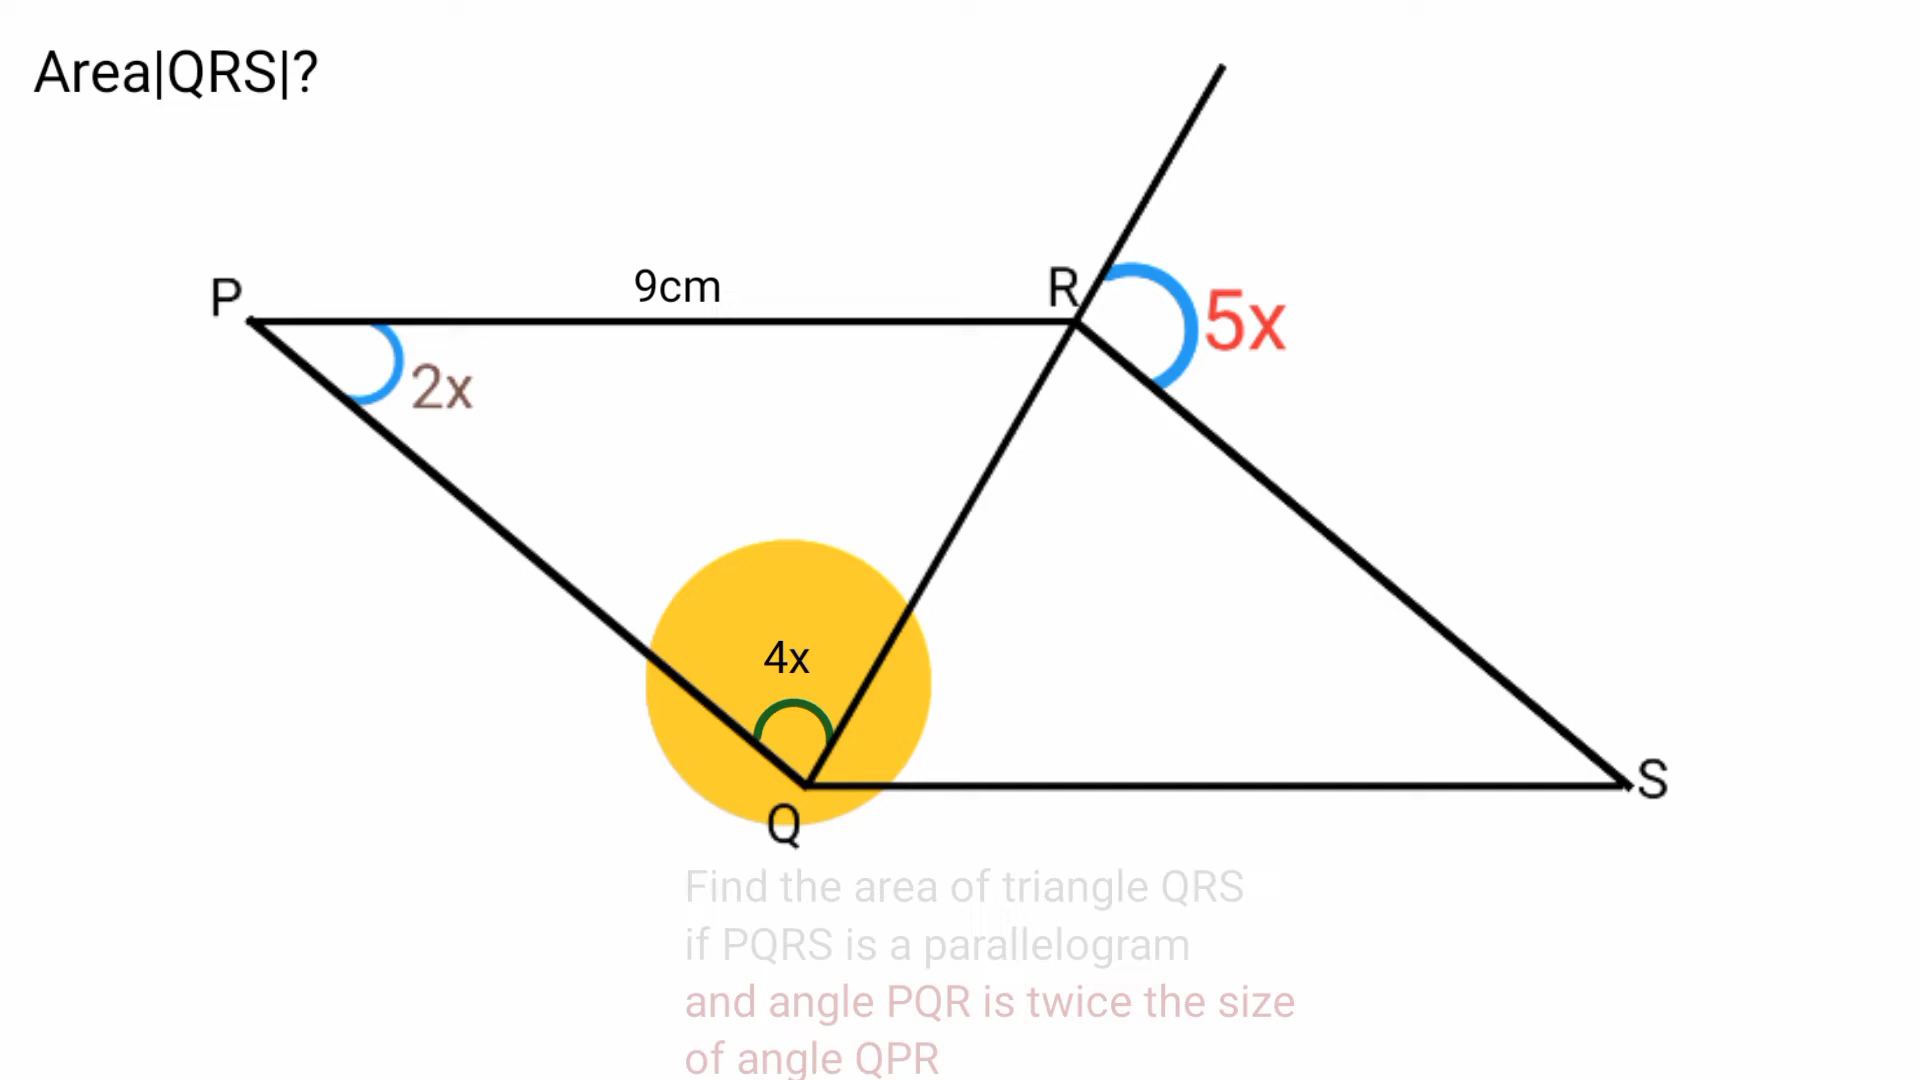 Area|QRS|?
P
9cm
R
5x
2x
4x
Q
S
Find the area of triangle QRS
if PQRS is a parallelogram
and angle PQR is twice the size
of angle QPR